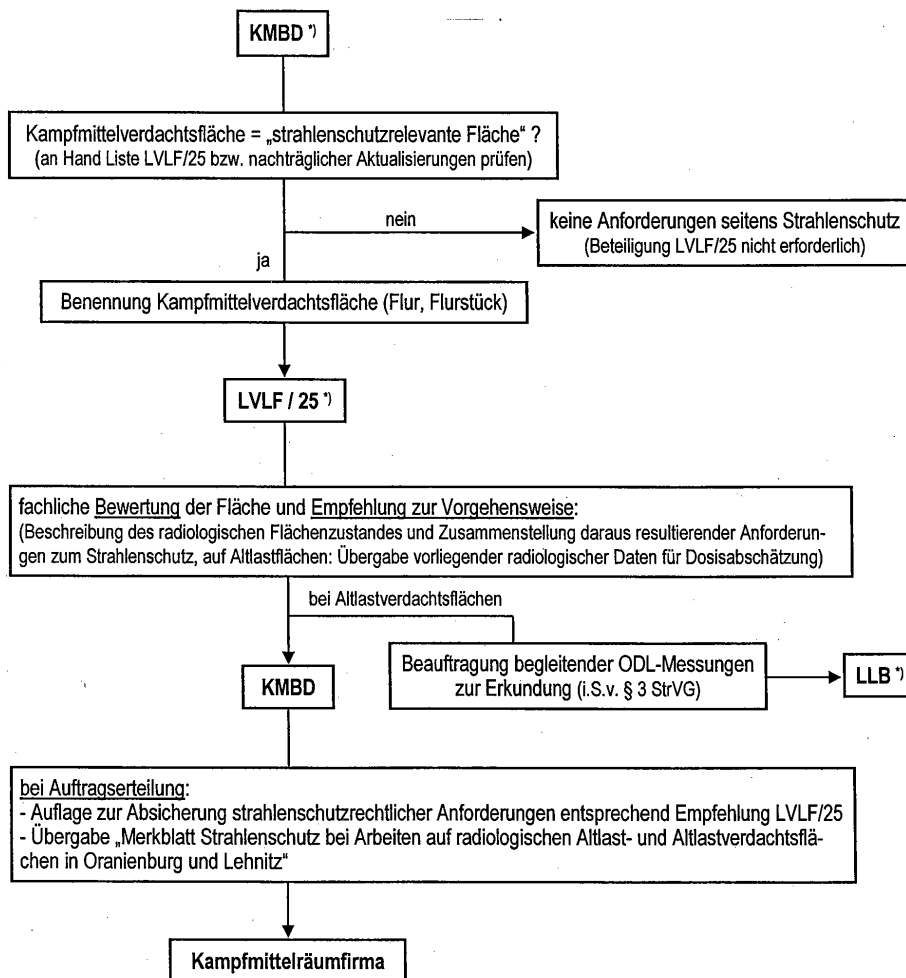 KMBD *)
Kampfmittelverdachtsfläche = „strahlenschutzrelevante Fläche“ ?
(an Hand Liste LVLF/25 bzw. nachträglicher Aktualisierungen prüfen)
nein
keine Anforderungen seitens Strahlenschutz
(Beteiligung LVLF/25 nicht erforderlich)
ja
Benennung Kampfmittelverdachtsfläche (Flur, Flurstück)
LVLF / 25 *)
fachliche Bewertung der Fläche und Empfehlung zur Vorgehensweise:
(Beschreibung des radiologischen Flächenzustandes und Zusammenstellung daraus resultierender Anforderun-
gen zum Strahlenschutz, auf Altlastflächen: Übergabe vorliegender radiologischer Daten für Dosisabschätzung)
bei Altlastverdachtsflächen
Beauftragung begleitender ODL-Messungen
zur Erkundung (i.S.v. § 3 StrVG)
LLB *)
KMBD
bei Auftragserteilung:
- Auflage zur Absicherung strahlenschutzrechtlicher Anforderungen entsprechend Empfehlung LVLF/25
- Übergabe „Merkblatt Strahlenschutz bei Arbeiten auf radiologischen Altlast- und Altlastverdachtsflä-
chen in Oranienburg und Lehnitz“
Kampfmittelräumfirma